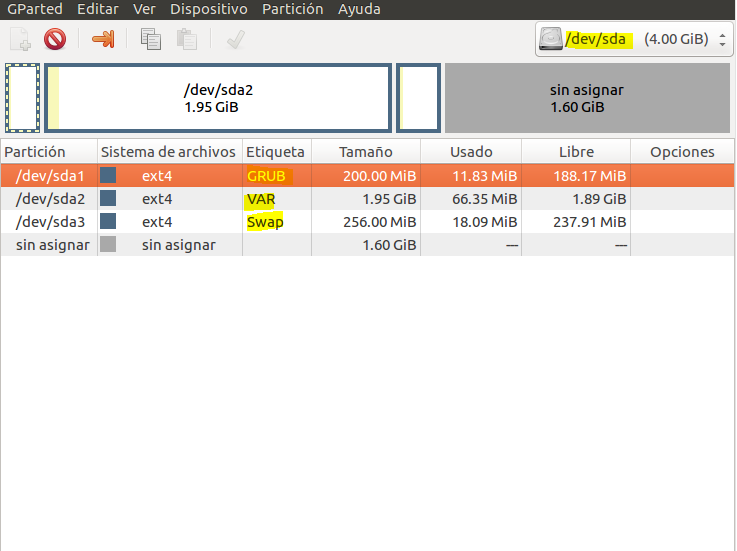 GParted Editar Ver Dispositivo Partición Ayuda
/dev/sda (4.00 GiB)
/dev/sda2
1.95 GiB
sin asignar
1.60 GiB
Partición Sistema de archivos Etiqueta Tamaño Usado Libre Opciones
/dev/sda1 ext4 GRUB 200.00 MiB 11.83 MiB 188.17 MiB
/dev/sda2 ext4 VAR 1.95 GiB 66.35 MiB 1.89 GiB
/dev/sda3 ext4 Swap 256.00 MiB 18.09 MiB 237.91 MiB
sin asignar sin asignar 1.60 GiB --- ---